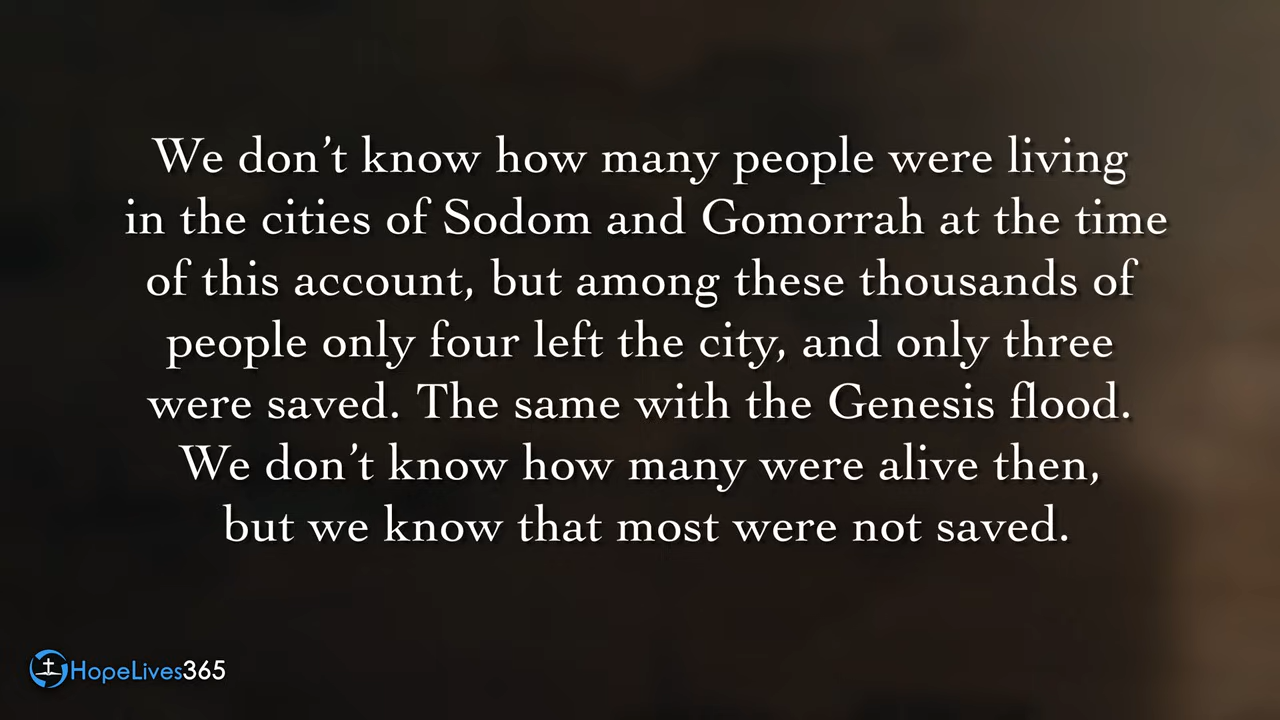 We don’t know how many people were living
in the cities of Sodom and Gomorrah at the time
of this account, but among these thousands of
people only four left the city, and only three
were saved. The same with the Genesis flood.
We don’t know how many were alive then,
but we know that most were not saved.
HopeLives365